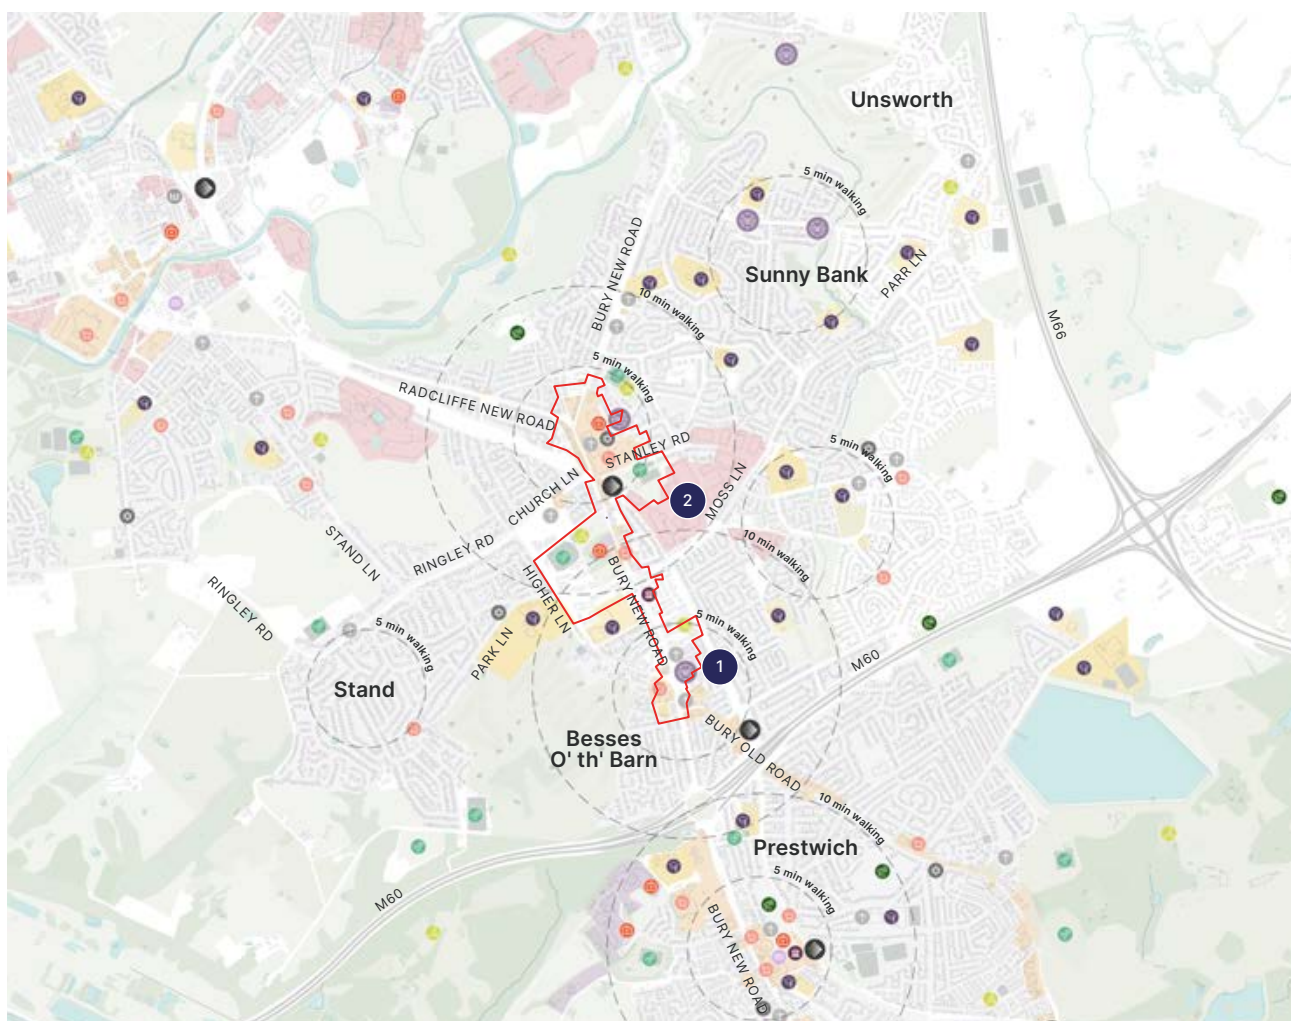 Unsworth
5 min walking
Sunny Bank
PARR LN
BURY NEW ROAD
10 min walking
M66
5 min walking
RADCLIFFE NEW ROAD
STANLEY RD
5 min walking
CHURCH LN
MOSS LN
2
RINGLEY RD
STAND LN
10 min walking
HIGHER LN
BURY NEW ROAD
RINGLEY RD
5 min walking
5 min walking
PARK LN
M60
1
Stand
Besses
O' th' Barn
BURY OLD ROAD
10 min walking
Prestwich
5 min walking
M60
BURY NEW ROAD